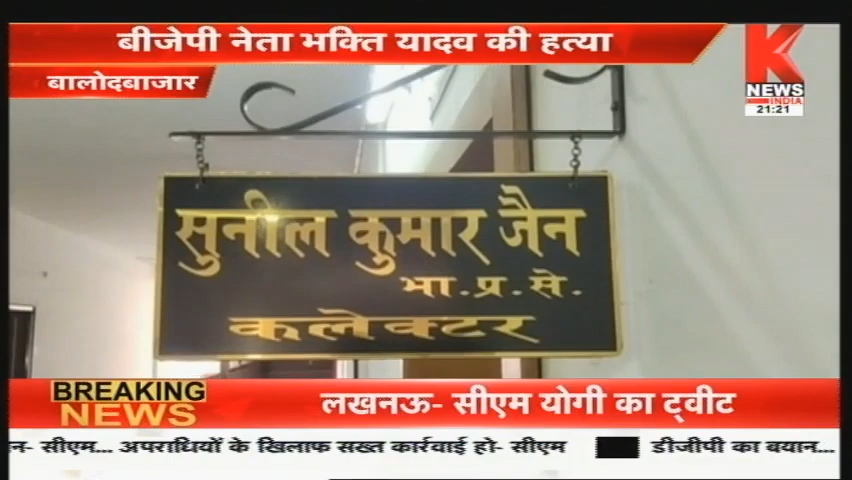 बीजेपी नेता भक्ति यादव की हत्या
बालोदबाजार
K
NEWS
INDIA
21:21
सुनील कुमार जैन
भा.प्र.से.
कलेक्टर
BREAKING
NEWS
लखनऊ- सीएम योगी का ट्वीट
न- सीएम... अपराधियों के खिलाफ सख्त कार्रवाई हो- सीएम
डीजीपी का बयान...